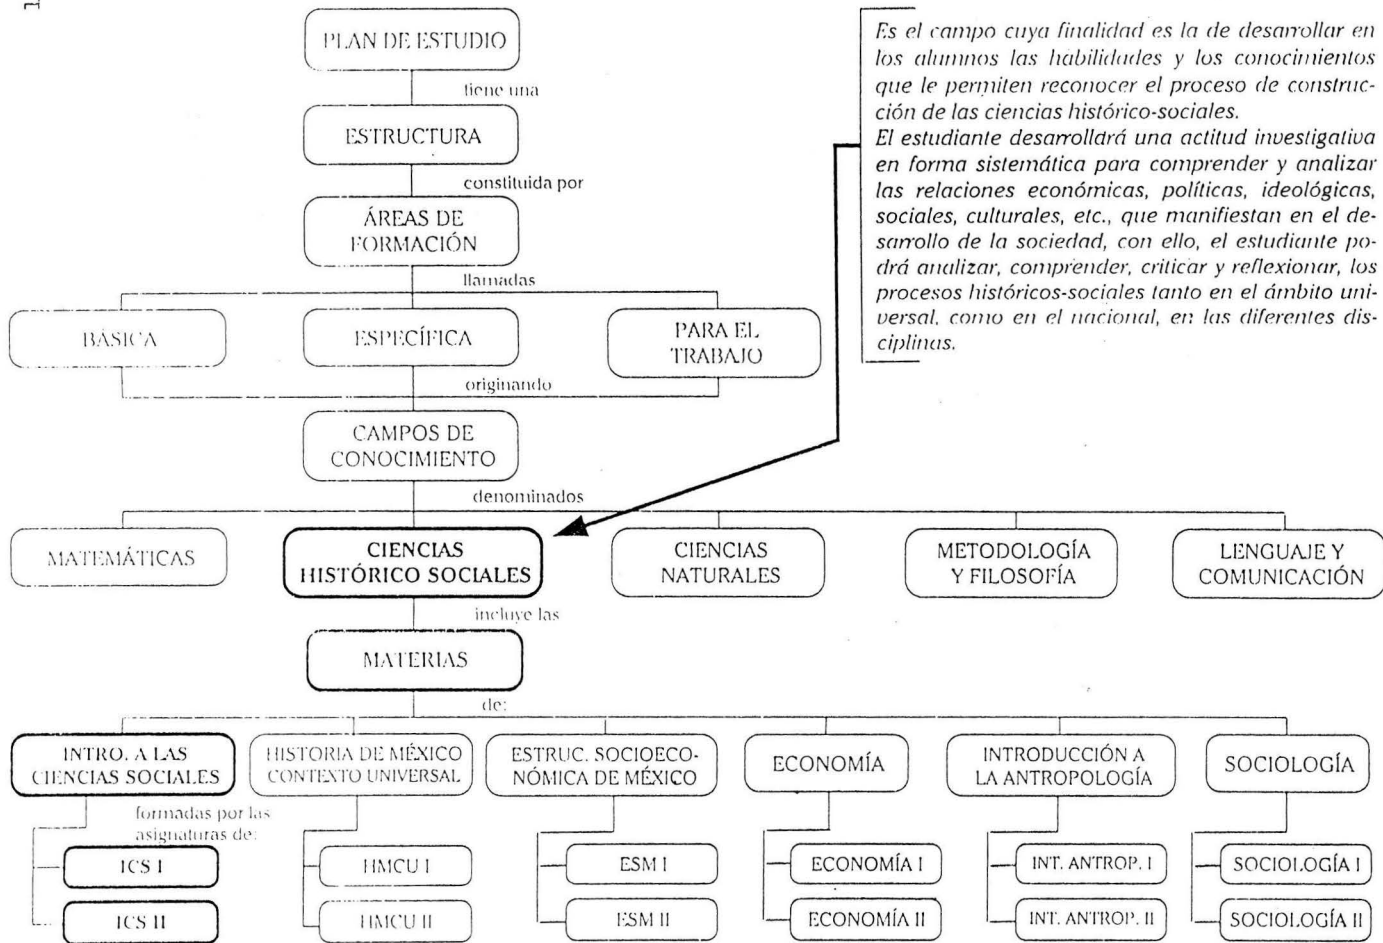 PLAN DE ESTUDIO
tiene una
ESTRUCTURA
constituida por
ÁREAS DE
FORMACIÓN
llamadas
BÁSICA
ESPECÍFICA
PARA EL
TRABAJO
originando
CAMPOS DE
CONOCIMIENTO
denominados
Es el campo cuya finalidad es la de desarrollar en
los alumnos las habilidades y los conocimientos
que le permiten reconocer el proceso de construc-
ción de las ciencias histórico-sociales.
El estudiante desarrollará una actitud investigativa
en forma sistemática para comprender y analizar
las relaciones económicas, políticas, ideológicas,
sociales, culturales, etc., que manifiestan en el de-
sarrollo de la sociedad, con ello, el estudiante po-
drá analizar, comprender, criticar y reflexionar, los
procesos históricos-sociales tanto en el ámbito uni-
versal, como en el nacional, en las diferentes dis-
ciplinas.
MATEMÁTICAS
CIENCIAS
HISTÓRICO SOCIALES
CIENCIAS
NATURALES
METODOLOGÍA
Y FILOSOFÍA
LENGUAJE Y
COMUNICACIÓN
incluye las
MATERIAS
de:
INTRO. A LAS
CIENCIAS SOCIALES
HISTORIA DE MÉXICO
CONTEXTO UNIVERSAL
ESTRUC. SOCIOECO-
NÓMICA DE MÉXICO
ECONOMÍA
INTRODUCCIÓN A
LA ANTROPOLOGÍA
SOCIOLOGÍA
formadas por las
asignaturas de:
ICS I
HMCU I
ESM I
ECONOMÍA I
INT. ANTROP. I
SOCIOLOGÍA I
ICS II
HMCU II
ESM II
ECONOMÍA II
INT. ANTROP. II
SOCIOLOGÍA II